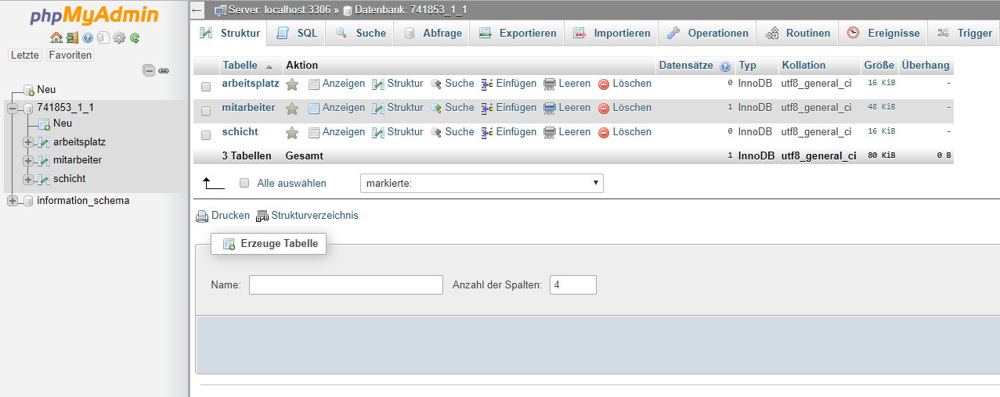 phpMyAdmin
Letzte Favoriten
Neu
741853_1_1
Neu
arbeitsplatz
mitarbeiter
schicht
information_schema
Server: localhost:3306 » Datenbank: 741853_1_1
Struktur SQL Suche Abfrage Exportieren Importieren Operationen Routinen Ereignisse Trigger
Tabelle Aktion Datensätze Typ Kollation Größe Überhang
arbeitsplatz Anzeigen Struktur Suche Einfügen Leeren Löschen 0 InnoDB utf8_general_ci 16 KiB -
mitarbeiter Anzeigen Struktur Suche Einfügen Leeren Löschen 1 InnoDB utf8_general_ci 48 KiB -
schicht Anzeigen Struktur Suche Einfügen Leeren Löschen 0 InnoDB utf8_general_ci 16 KiB -
3 Tabellen Gesamt 1 InnoDB utf8_general_ci 80 KiB 0 B
Alle auswählen markierte:
Drucken Strukturverzeichnis
Erzeuge Tabelle
Name: Anzahl der Spalten: 4